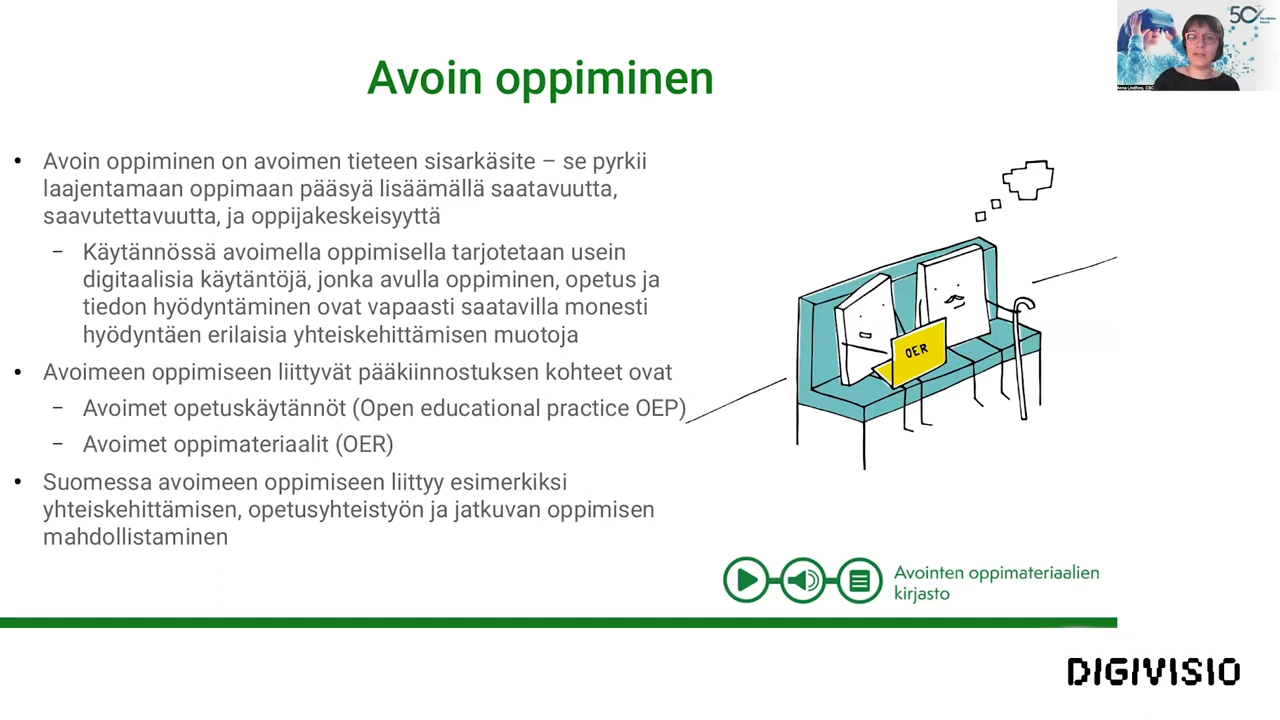 Avoin oppiminen
• Avoin oppiminen on avoimen tieteen sisarkäsite – se pyrkii
laajentamaan oppimaan pääsyä lisäämällä saatavuutta,
saavutettavuutta, ja oppijakeskeisyyttä
– Käytännössä avoimella oppimisella tarjotetaan usein
digitaalisia käytäntöjä, jonka avulla oppiminen, opetus ja
tiedon hyödyntäminen ovat vapaasti saatavilla monesti
hyödyntäen erilaisia yhteiskehittämisen muotoja
• Avoimeen oppimiseen liittyvät pääkiinnostuksen kohteet ovat
– Avoimet opetuskäytännöt (Open educational practice OEP)
– Avoimet oppimateriaalit (OER)
• Suomessa avoimeen oppimiseen liittyy esimerkiksi
yhteiskehittämisen, opetusyhteistyön ja jatkuvan oppimisen
mahdollistaminen
OER
Avointen oppimateriaalien
kirjasto
DIGIVISIO
50
Anna Lindfors, CSC